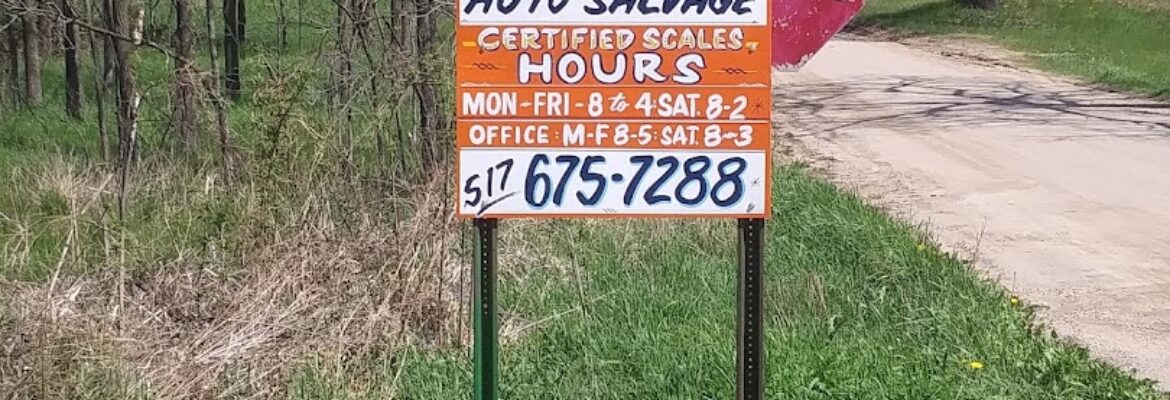 AUTO SALVAGE
CERTIFIED SCALES
HOURS
MON-FRI-8 to 4:SAT. 8-2
OFFICE: M-F 8-5: SAT. 8-3
517 675-7288